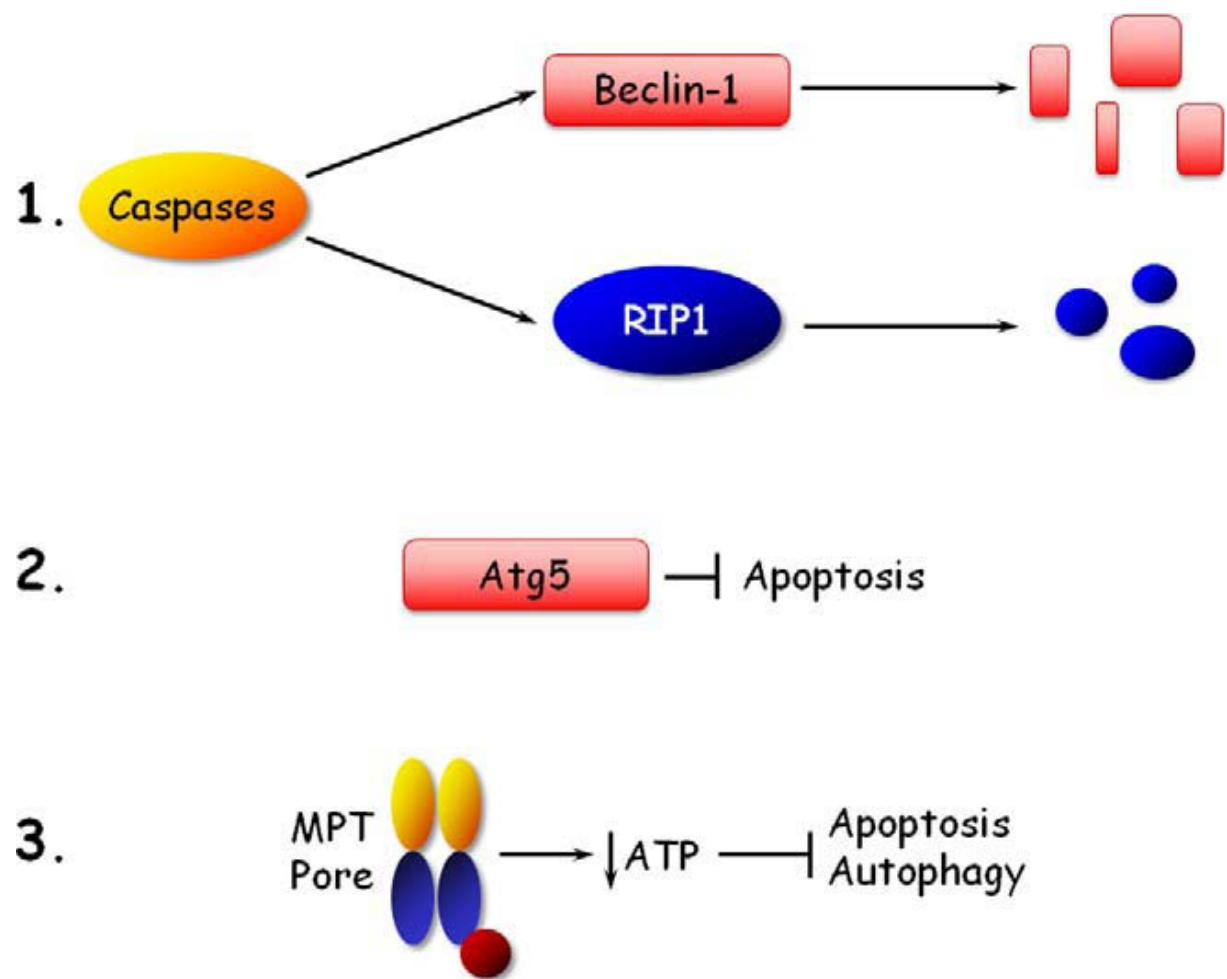 1.
Caspases
Beclin-1
RIP1
2.
Atg5
Apoptosis
3.
MPT
Pore
↓ATP
Apoptosis
Autophagy